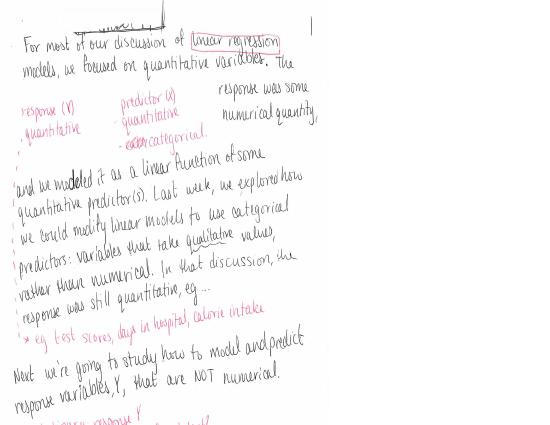 For most of our discussion of linear regression
models, we focused on quantitative variables. The
response was some
numerical quantity,
response (Y)
· quantitative
predictor (X)
· quantitative
· categorical.
and we modeled it as a linear function of some
quantitative predictor(s). Last week, we explored how
we could modify linear models to use categorical
predictors: variables that take qualitative values,
rather than numerical. In that discussion, the
response was still quantitative, eg ...
* eg test scores, days in hospital, calorie intake
Next we're going to study how to model and predict
response variables, Y, that are NOT numerical.
response Y